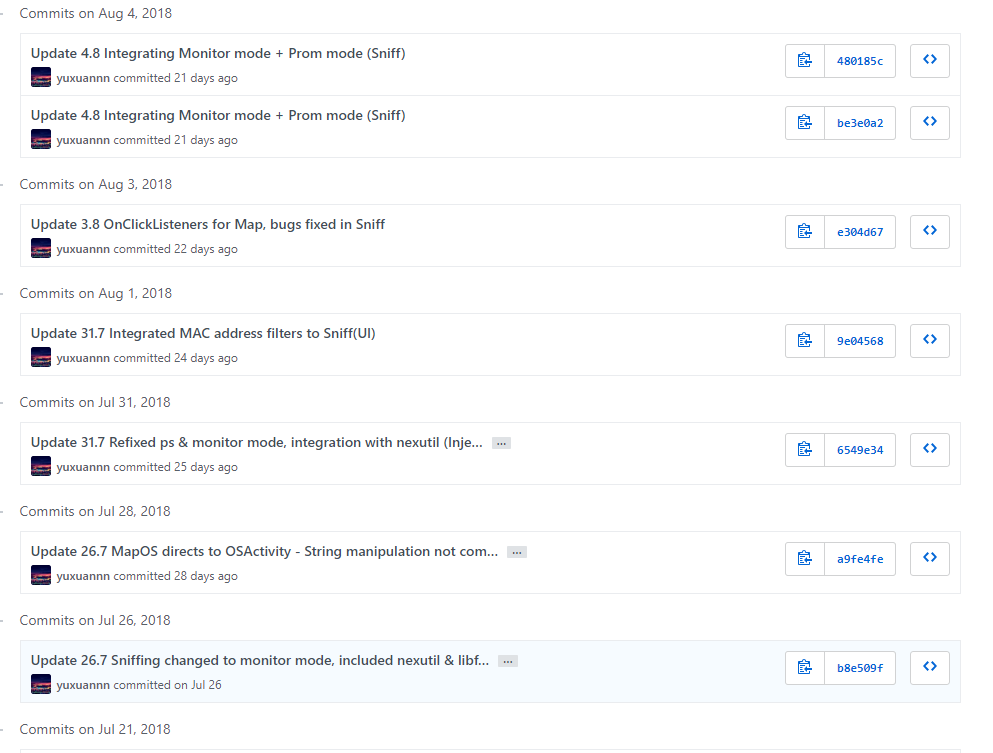 Commits on Aug 4, 2018
Update 4.8 Integrating Monitor mode + Prom mode (Sniff)
480185c
yuxuannn committed 21 days ago
Update 4.8 Integrating Monitor mode + Prom mode (Sniff)
be3e0a2
yuxuannn committed 21 days ago
Commits on Aug 3, 2018
Update 3.8 OnClickListeners for Map, bugs fixed in Sniff
e304d67
yuxuannn committed 22 days ago
Commits on Aug 1, 2018
Update 31.7 Integrated MAC address filters to Sniff(UI)
9e04568
yuxuannn committed 24 days ago
Commits on Jul 31, 2018
Update 31.7 Refixed ps & monitor mode, integration with nexutil (Inje... ...
6549e34
yuxuannn committed 25 days ago
Commits on Jul 28, 2018
Update 26.7 MapOS directs to OSActivity - String manipulation not com... ...
a9fe4fe
yuxuannn committed 28 days ago
Commits on Jul 26, 2018
Update 26.7 Sniffing changed to monitor mode, included nexutil & libf... ...
b8e509f
yuxuannn committed on Jul 26
Commits on Jul 21, 2018